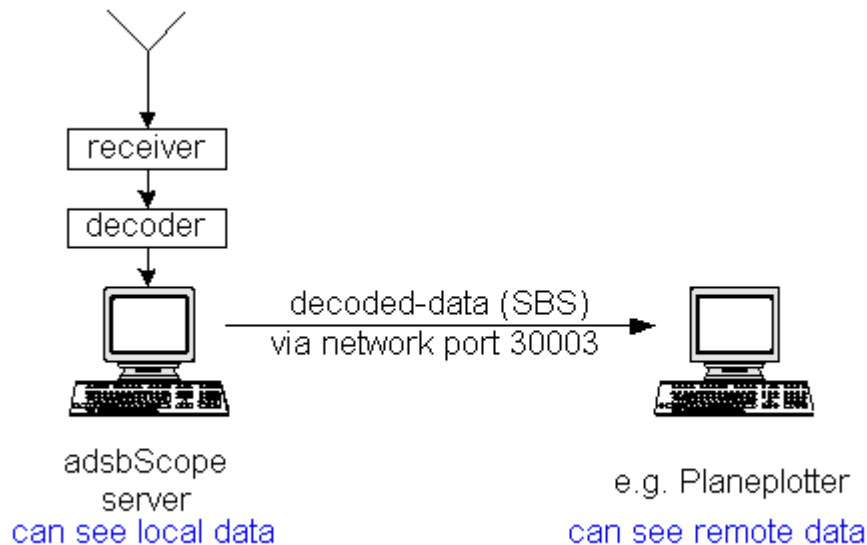 receiver
decoder
decoded-data (SBS)
via network port 30003
adsbScope
server
can see local data
e.g. Planeplotter
can see remote data